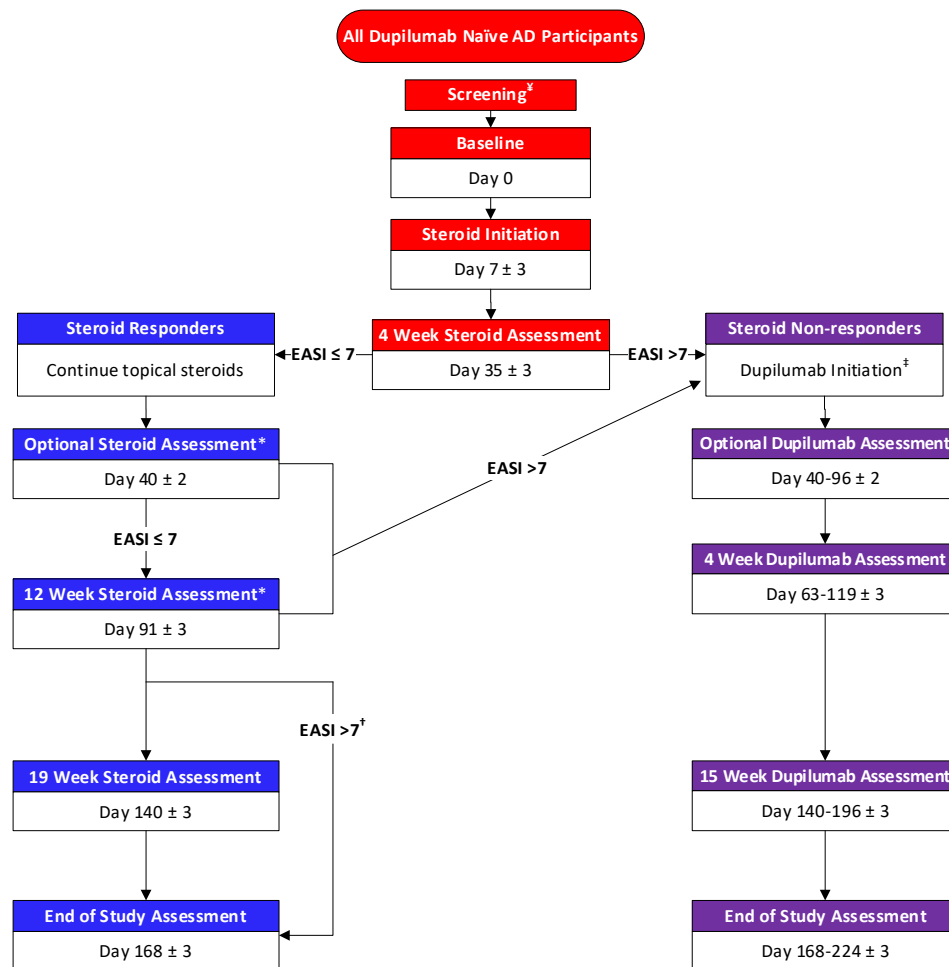 All Dupilumab Naïve AD Participants
Screening¥
Baseline
Day 0
Steroid Initiation
Day 7 ± 3
4 Week Steroid Assessment
Day 35 ± 3
EASI ≤ 7
EASI >7
Steroid Responders
Continue topical steroids
Optional Steroid Assessment*
Day 40 ± 2
EASI ≤ 7
12 Week Steroid Assessment*
Day 91 ± 3
EASI >7
EASI >7†
19 Week Steroid Assessment
Day 140 ± 3
End of Study Assessment
Day 168 ± 3
Steroid Non-responders
Dupilumab Initiation‡
Optional Dupilumab Assessment
Day 40-96 ± 2
4 Week Dupilumab Assessment
Day 63-119 ± 3
15 Week Dupilumab Assessment
Day 140-196 ± 3
End of Study Assessment
Day 168-224 ± 3